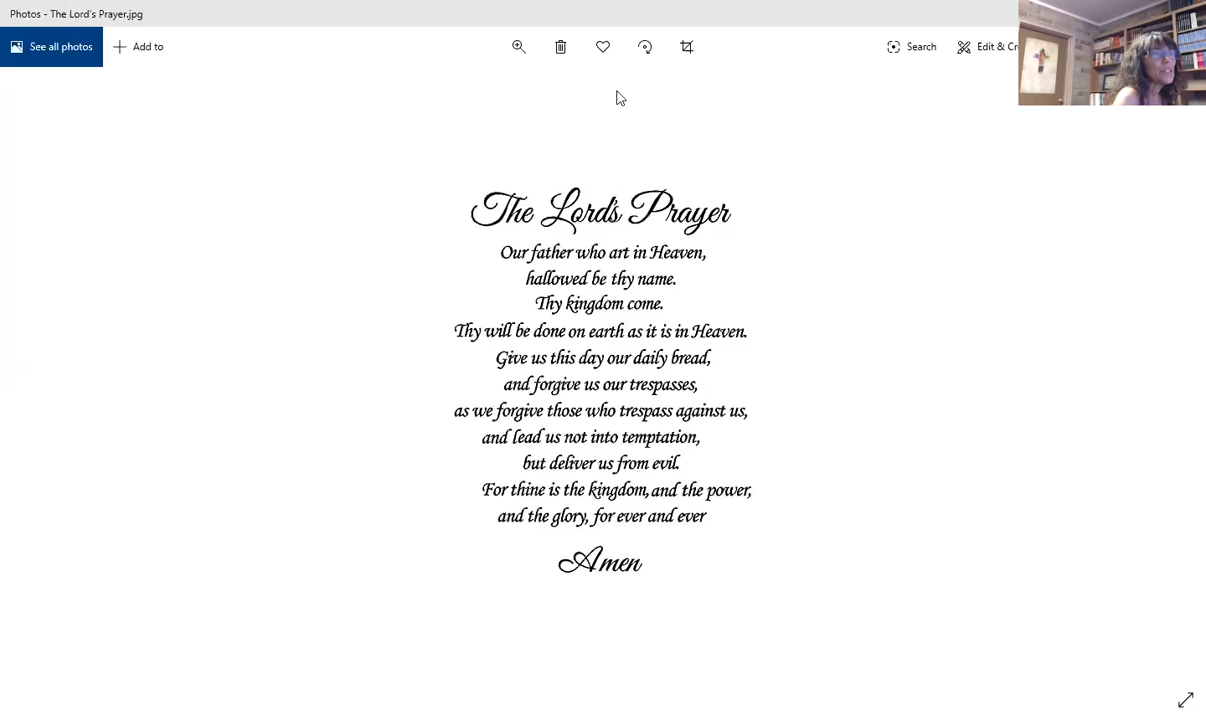 Photos - The Lord's Prayer.jpg
See all photos
Add to
Search
Edit & Cr
The Lord's Prayer
Our father who art in Heaven,
hallowed be thy name.
Thy kingdom come.
Thy will be done on earth as it is in Heaven.
Give us this day our daily bread,
and forgive us our trespasses,
as we forgive those who trespass against us,
and lead us not into temptation,
but deliver us from evil.
For thine is the kingdom, and the power,
and the glory, for ever and ever
Amen